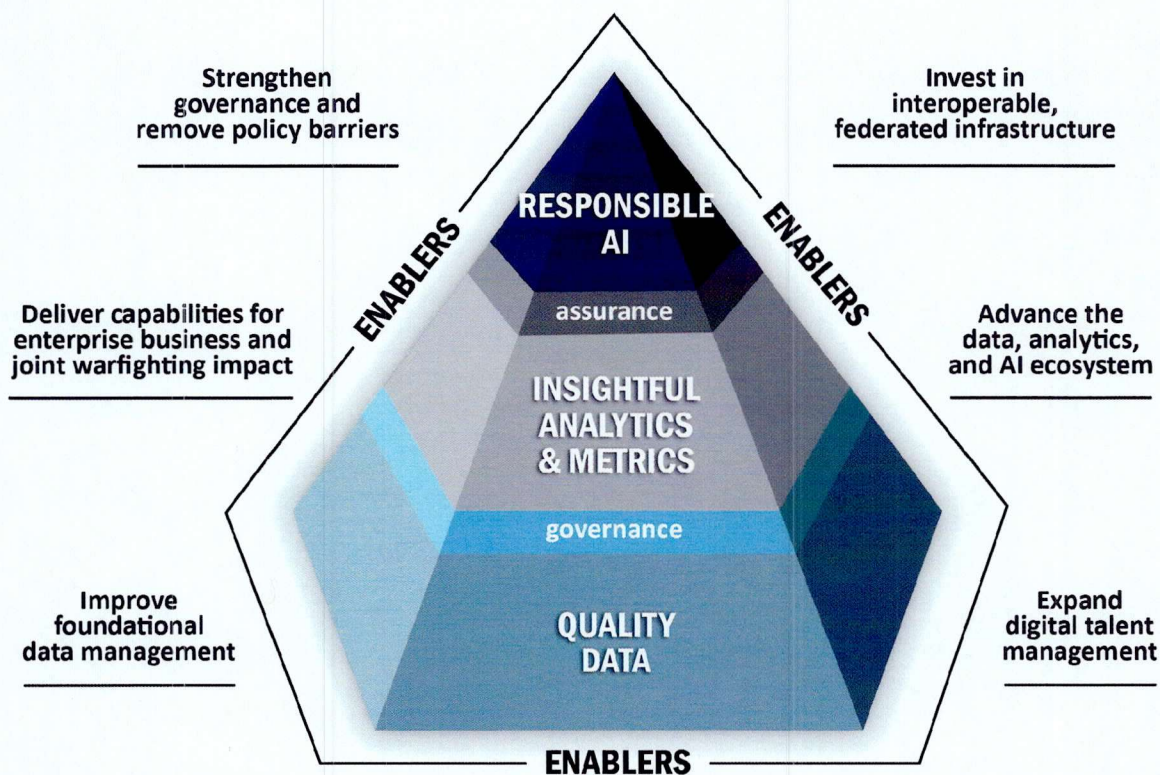 Strengthen
governance and
remove policy barriers
Invest in
interoperable,
federated infrastructure
ENABLERS
ENABLERS
RESPONSIBLE
AI
assurance
Deliver capabilities for
enterprise business and
joint warfighting impact
Advance the
data, analytics,
and AI ecosystem
INSIGHTFUL
ANALYTICS
& METRICS
governance
Improve
foundational
data management
QUALITY
DATA
Expand
digital talent
management
ENABLERS